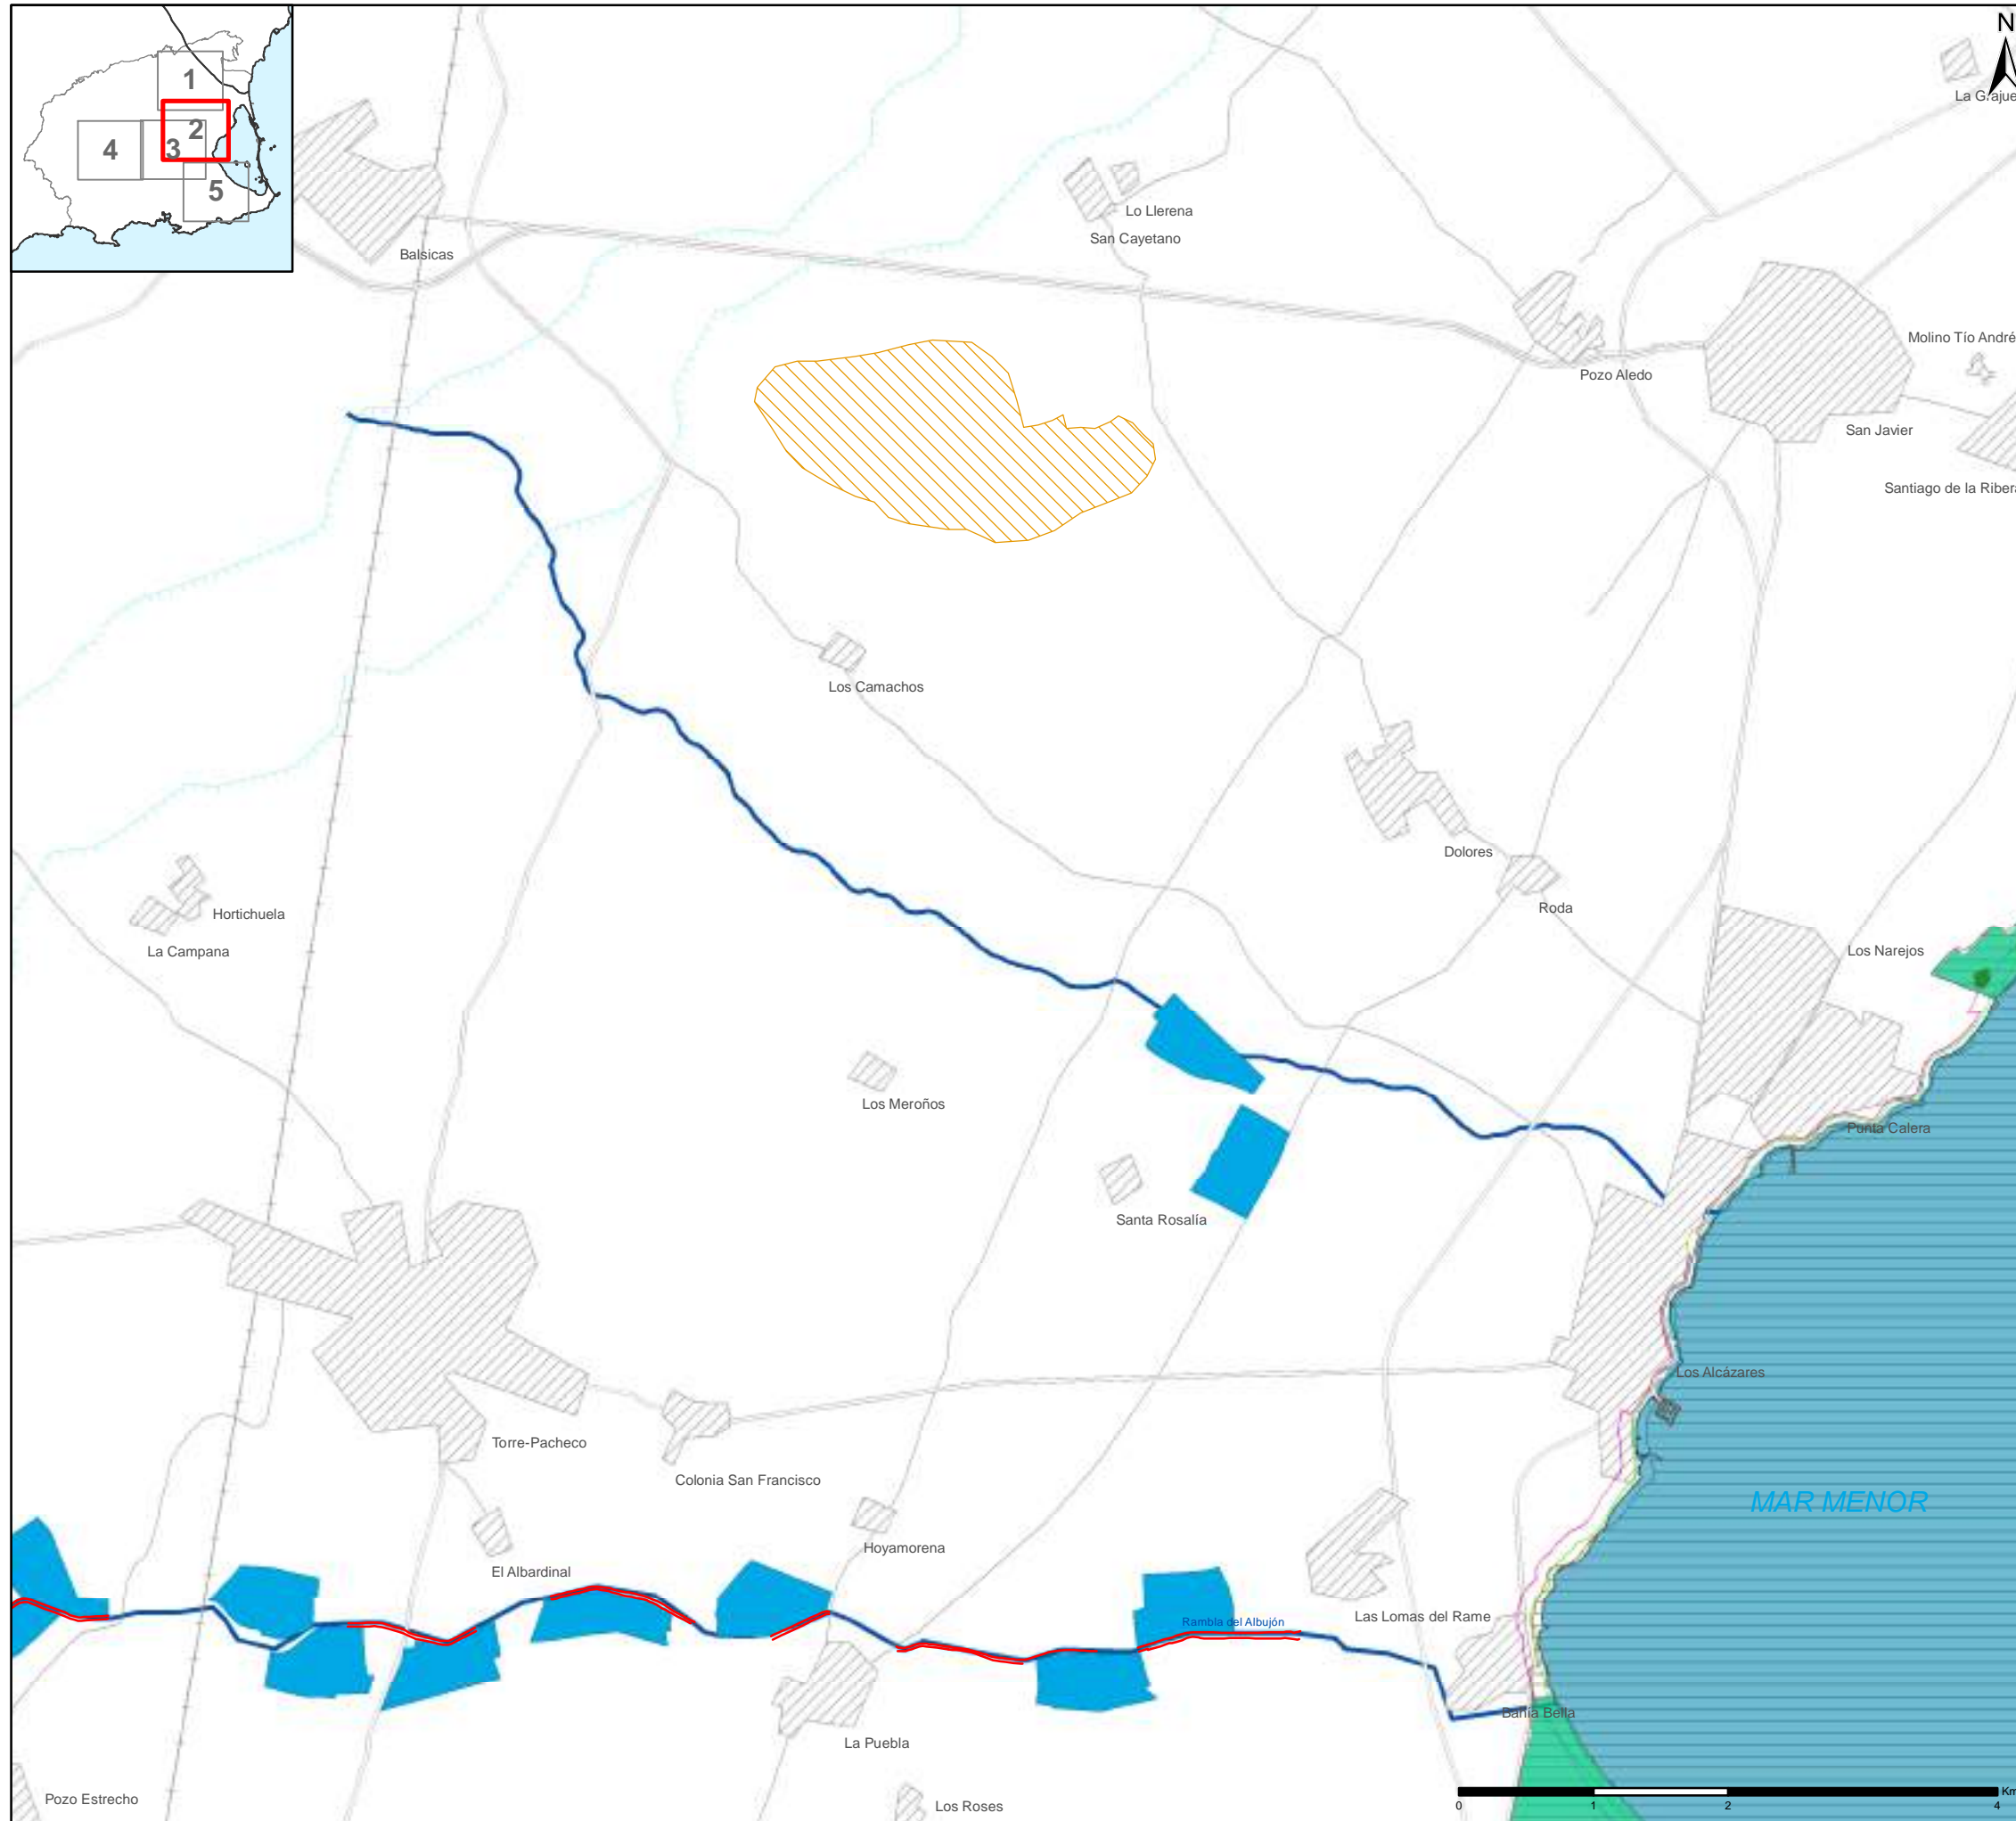 N
1
2
3
4
5
La Grajue
Lo Llerena
San Cayetano
Balsicas
Molino Tío André
Pozo Aledo
San Javier
Santiago de la Ribera
Los Camachos
Dolores
Roda
Hortichuela
La Campana
Los Narejos
Los Meroños
Punta Calera
Santa Rosalía
Los Alcázares
Torre-Pacheco
Colonia San Francisco
MAR MENOR
Hoyamorena
El Albardinal
Las Lomas del Rame
Rambla del Albujón
Bahía Bella
La Puebla
Pozo Estrecho
Los Roses
Km
0 1 2 4